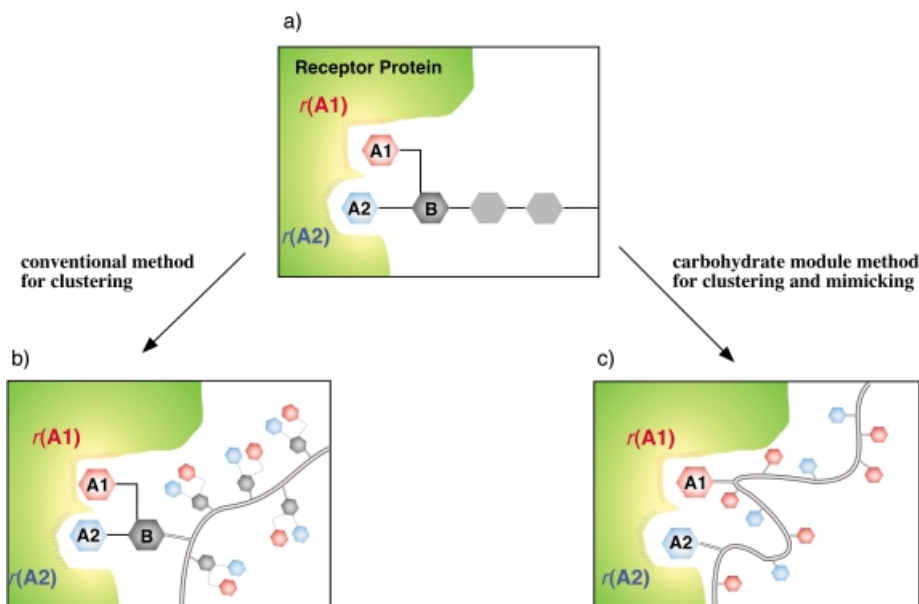 a)
Receptor Protein
r(A1)
A1
A2
B
r(A2)
conventional method
for clustering
carbohydrate module method
for clustering and mimicking
b)
r(A1)
A1
A2
B
r(A2)
c)
r(A1)
A1
A2
r(A2)